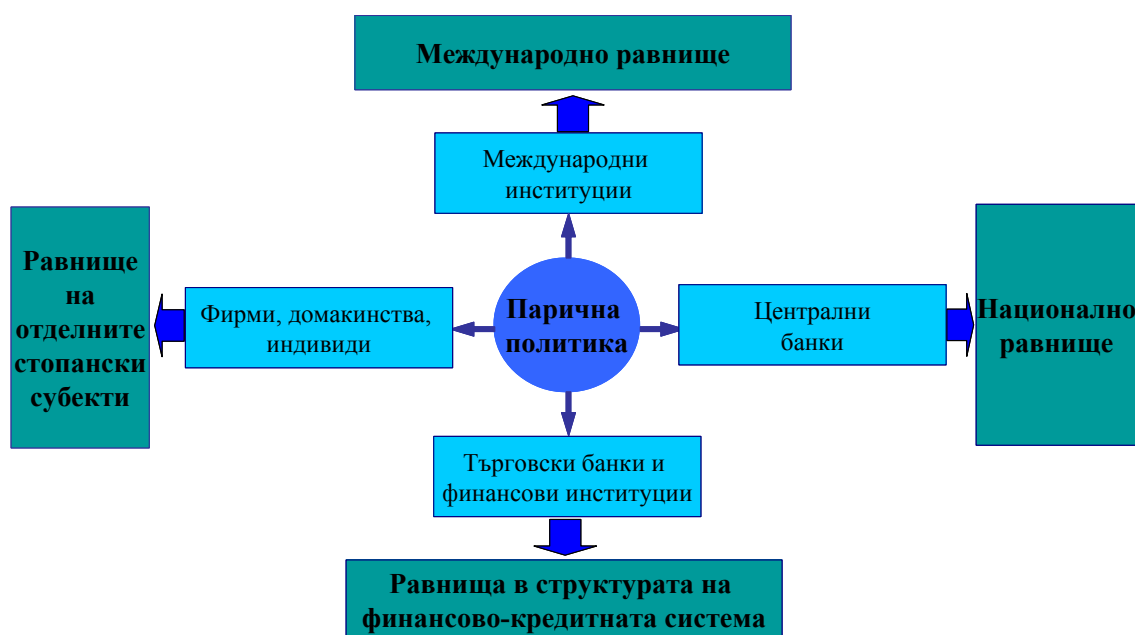 Международно равнище
Международни
институции
Равнище
на
отделните
стопански
субекти
Фирми, домакинства,
индивиди
Парична
политика
Централни
банки
Национално
равнище
Търговски банки и
финансови институции
Равнища в структурата на
финансово-кредитната система